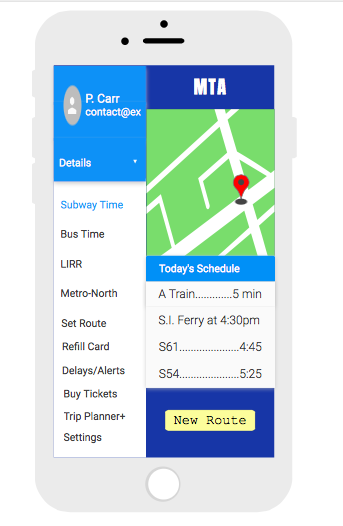 P. Carr
contact@ex
Details
Subway Time
Bus Time
LIRR
Metro-North
Set Route
Refill Card
Delays/Alerts
Buy Tickets
Trip Planner+
Settings
MTA
Today's Schedule
A Train.............5 min
S.I. Ferry at 4:30pm
S61.....................4:45
S54.....................5:25
New Route